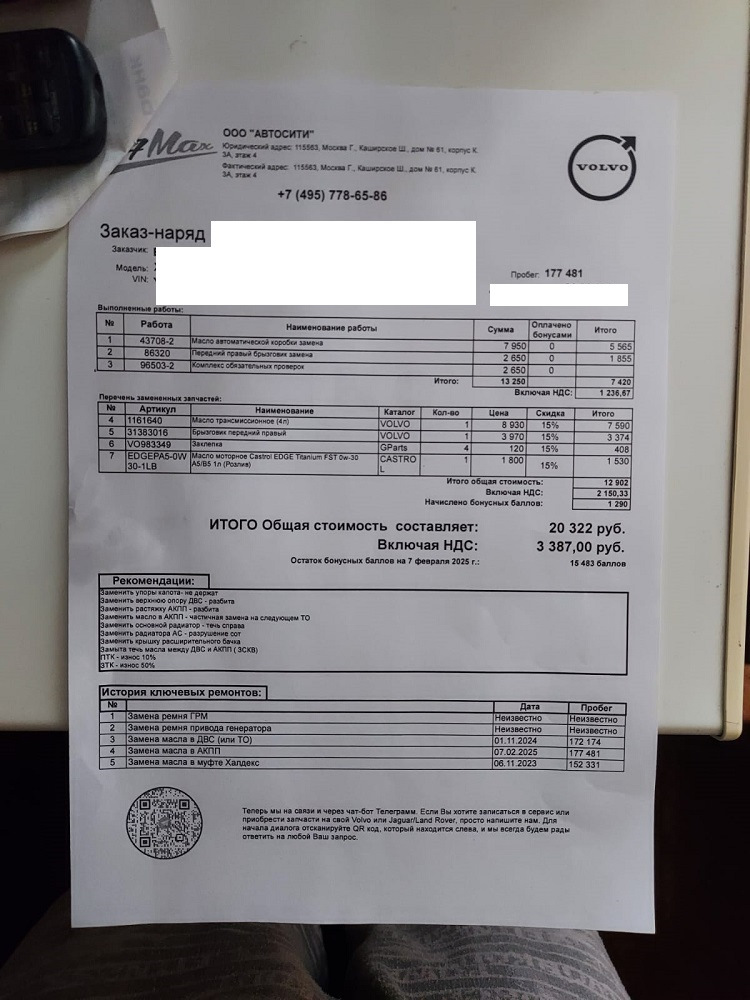 7Max
ООО "АВТОСИТИ"
Юридический адрес: 115563, Москва Г., Каширское Ш., дом № 61, корпус К.
3А, этаж 4
Фактический адрес: 115563, Москва Г., Каширское Ш., дом № 61, корпус К.
3А, этаж 4
+7 (495) 778-65-86
VOLVO
Заказ-наряд
Заказчик:
Модель:
VIN:
Пробег: 177 481
Выполненные работы:
№ Работа Наименование работы Сумма Оплачено бонусами Итого
1 43708-2 Масло автоматической коробки замена 7 950 0 5 565
2 86320 Передний правый брызговик замена 2 650 0 1 855
3 96503-2 Комплекс обязательных проверок 2 650 0
Итого: 13 250 7 420
Включая НДС: 1 236,67
Перечень замененных запчастей:
№ Артикул Наименование Каталог Кол-во Цена Скидка Итого
4 1161640 Масло трансмиссионное (4л) VOLVO 1 8 930 15% 7 590
5 31383016 Брызговик передний правый VOLVO 1 3 970 15% 3 374
6 VO983349 Заклепка GParts 4 120 15% 408
7 EDGEPA5-0W Масло моторное Castrol EDGE Titanium FST 0w-30 CASTRO 1 1 800 15% 1 530
30-1LB A5/B5 1л (Розлив) L
Итого общая стоимость: 12 902
Включая НДС: 2 150,33
Начислено бонусных баллов: 1 290
ИТОГО Общая стоимость составляет: 20 322 руб.
Включая НДС: 3 387,00 руб.
Остаток бонусных баллов на 7 февраля 2025 г.: 15 483 баллов
Рекомендации:
Заменить упоры капота- не держат
Заменить верхнюю опору ДВС - разбита
Заменить растяжку АКПП - разбита
Заменить масло в АКПП - частичная замена на следующем ТО
Заменить основной радиатор - течь справа
Заменить радиатора АС - разрушение сот
Заменить крышку расширительного бачка
Замыта течь масла между ДВС и АКПП ( ЗСКВ)
ПТК - износ 10%
ЗТК - износ 50%
История ключевых ремонтов:
№ Дата Пробег
1 Замена ремня ГРМ Неизвестно Неизвестно
2 Замена ремня привода генератора Неизвестно Неизвестно
3 Замена масла в ДВС (или ТО) 01.11.2024 172 174
4 Замена масла в АКПП 07.02.2025 177 481
5 Замена масла в муфте Халдекс 06.11.2023 152 331
Теперь мы на связи и через чат-бот Телеграмм. Если Вы хотите записаться в сервис или
приобрести запчасти на свой Volvo или Jaguar/Land Rover, просто напишите нам. Для
начала диалога отсканируйте QR код, который находится слева, и мы всегда будем рады
ответить на любой Ваш запрос.